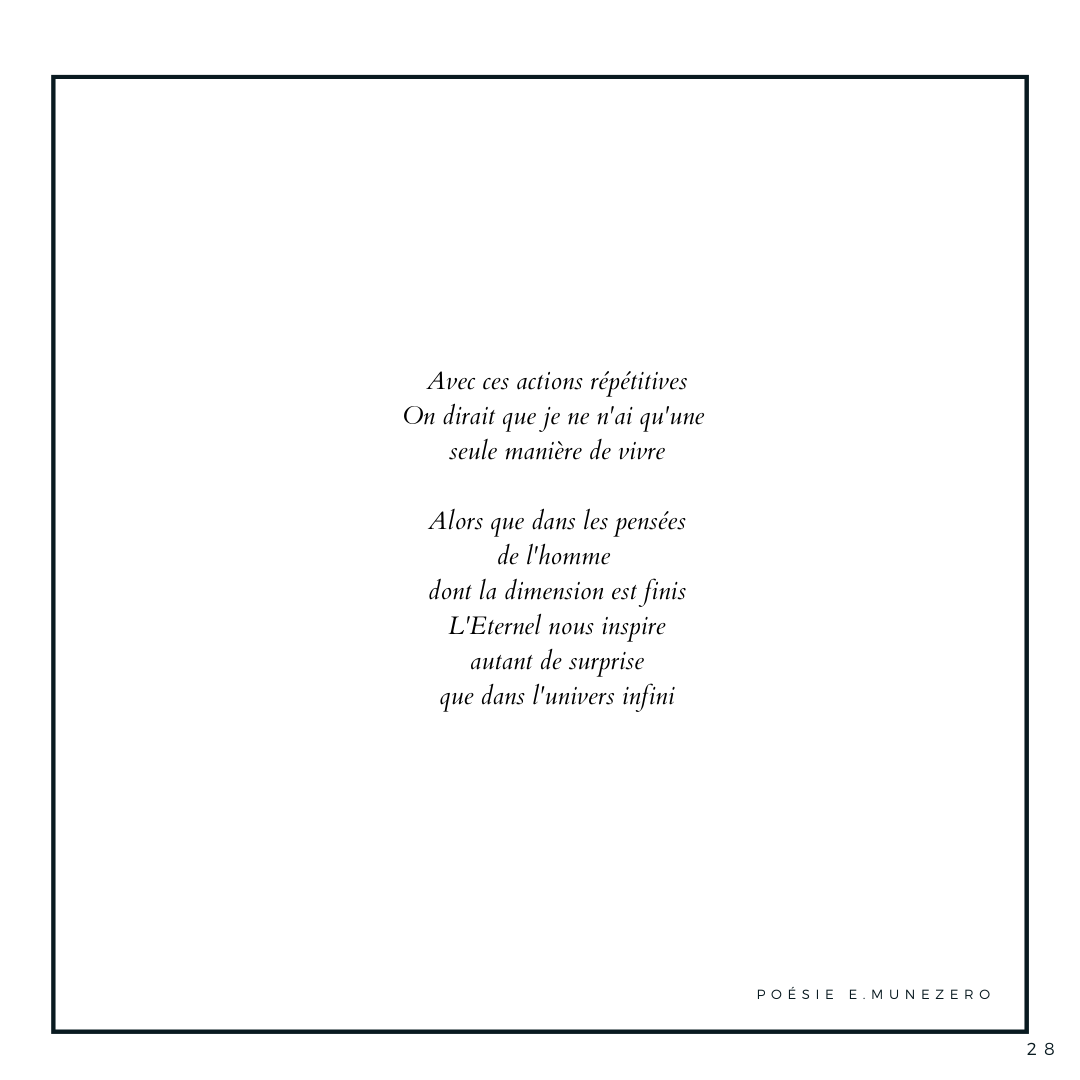 Avec ces actions répétitives
On dirait que je ne n'ai qu'une
seule manière de vivre
Alors que dans les pensées
de l'homme
dont la dimension est finis
L'Eternel nous inspire
autant de surprise
que dans l'univers infini
POÉSIE E.MUNEZERO
28